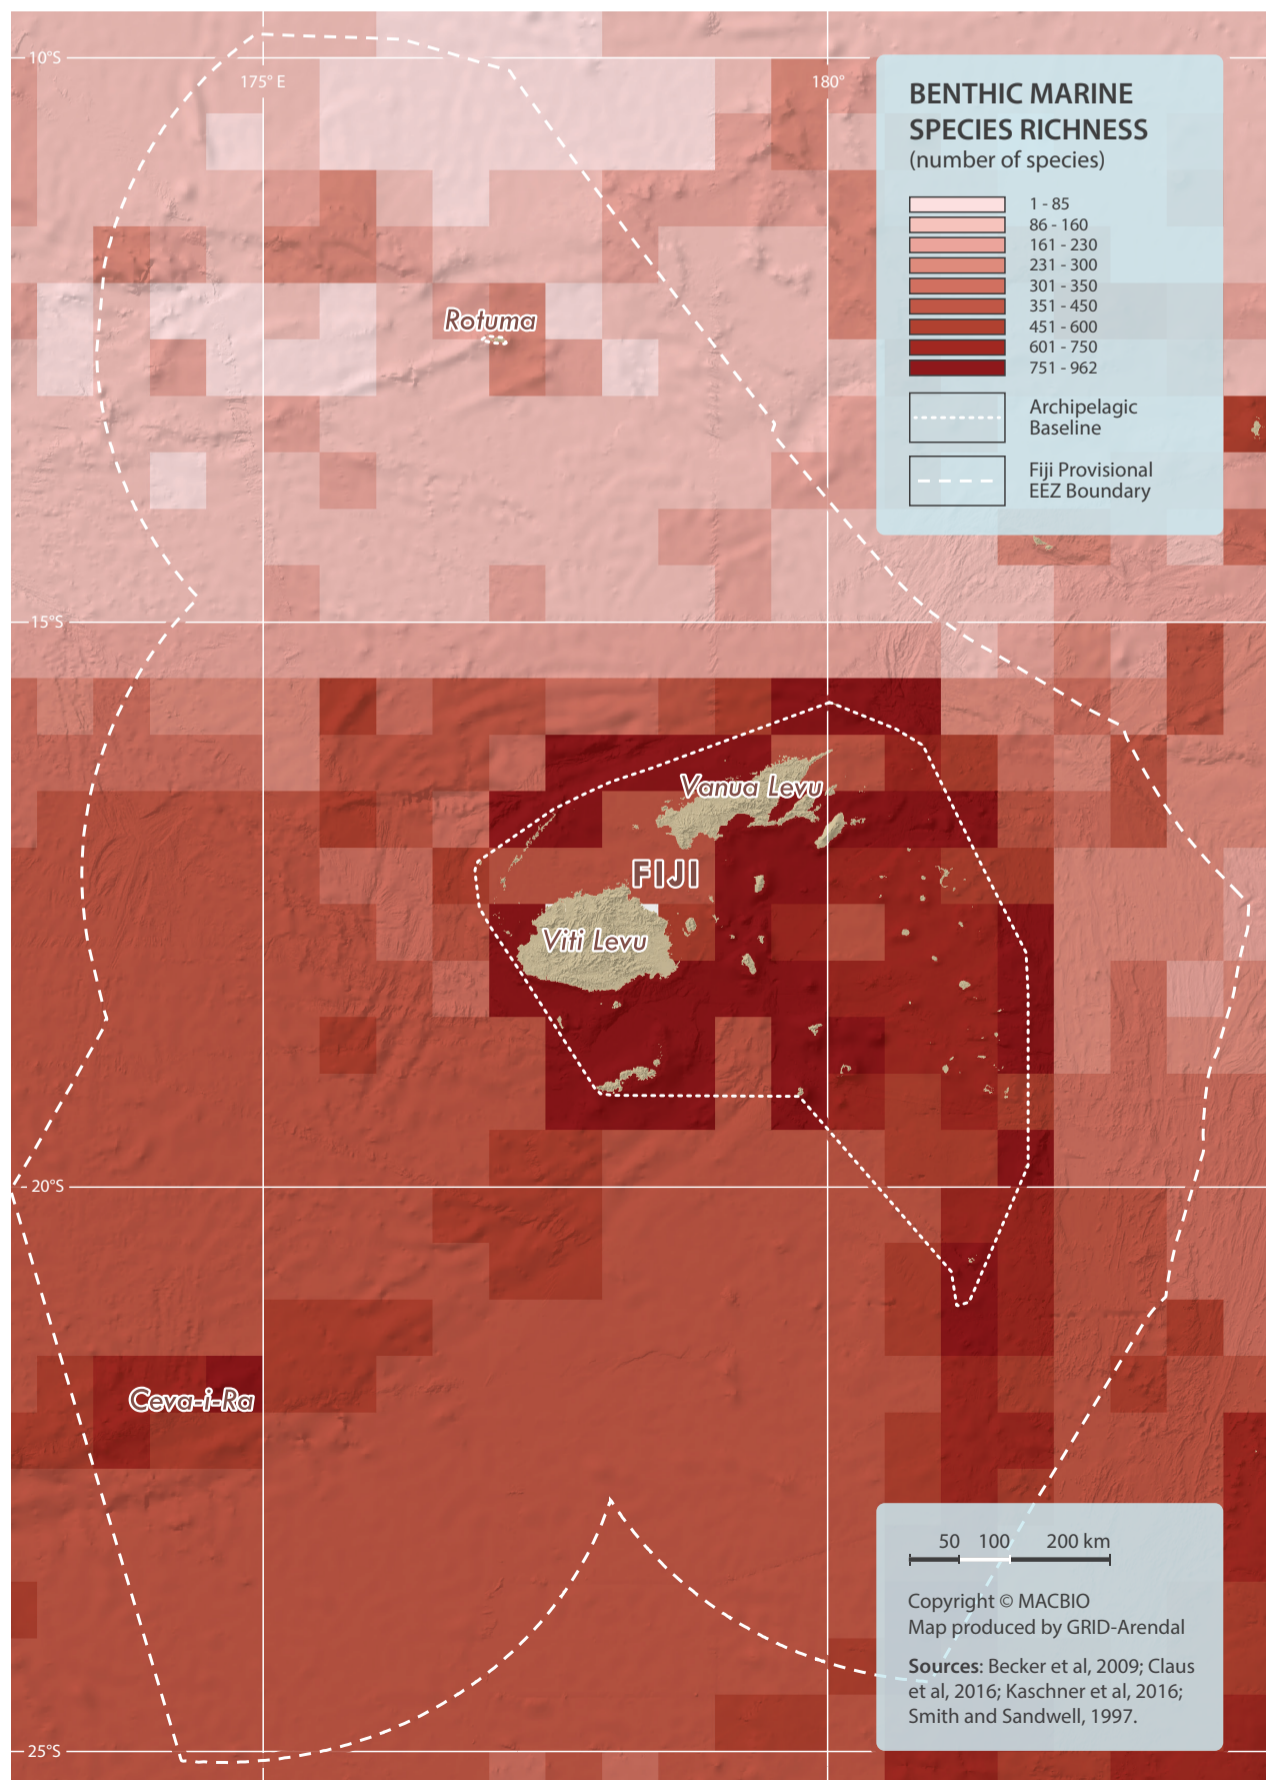 10°S
175° E
180°
BENTHIC MARINE
SPECIES RICHNESS
(number of species)
1 - 85
86 - 160
161 - 230
231 - 300
301 - 350
351 - 450
451 - 600
601 - 750
751 - 962
Archipelagic
Baseline
Fiji Provisional
EEZ Boundary
Rotuma
15°S
Vanua Levu
FIJI
Viti Levu
20°S
Ceva-i-Ra
50 100 200 km
Copyright © MACBIO
Map produced by GRID-Arendal
Sources: Becker et al, 2009; Claus
et al, 2016; Kaschner et al, 2016;
Smith and Sandwell, 1997.
25°S